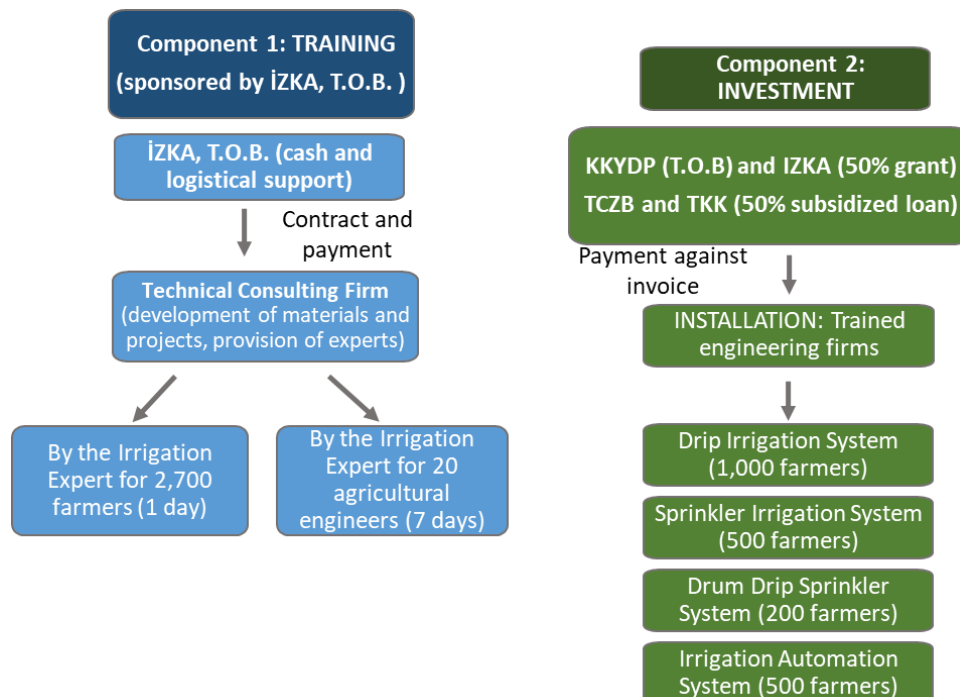 Component 1: TRAINING
(sponsored by İZKA, T.O.B. )
İZKA, T.O.B. (cash and
logistical support)
Contract and
payment
Technical Consulting Firm
(development of materials and
projects, provision of experts)
By the Irrigation
Expert for 2,700
farmers (1 day)
By the Irrigation
Expert for 20
agricultural
engineers (7 days)
Component 2:
INVESTMENT
KKYDP (T.O.B) and IZKA (50% grant)
TCZB and TKK (50% subsidized loan)
Payment against
invoice
INSTALLATION: Trained
engineering firms
Drip Irrigation System
(1,000 farmers)
Sprinkler Irrigation System
(500 farmers)
Drum Drip Sprinkler
System (200 farmers)
Irrigation Automation
System (500 farmers)